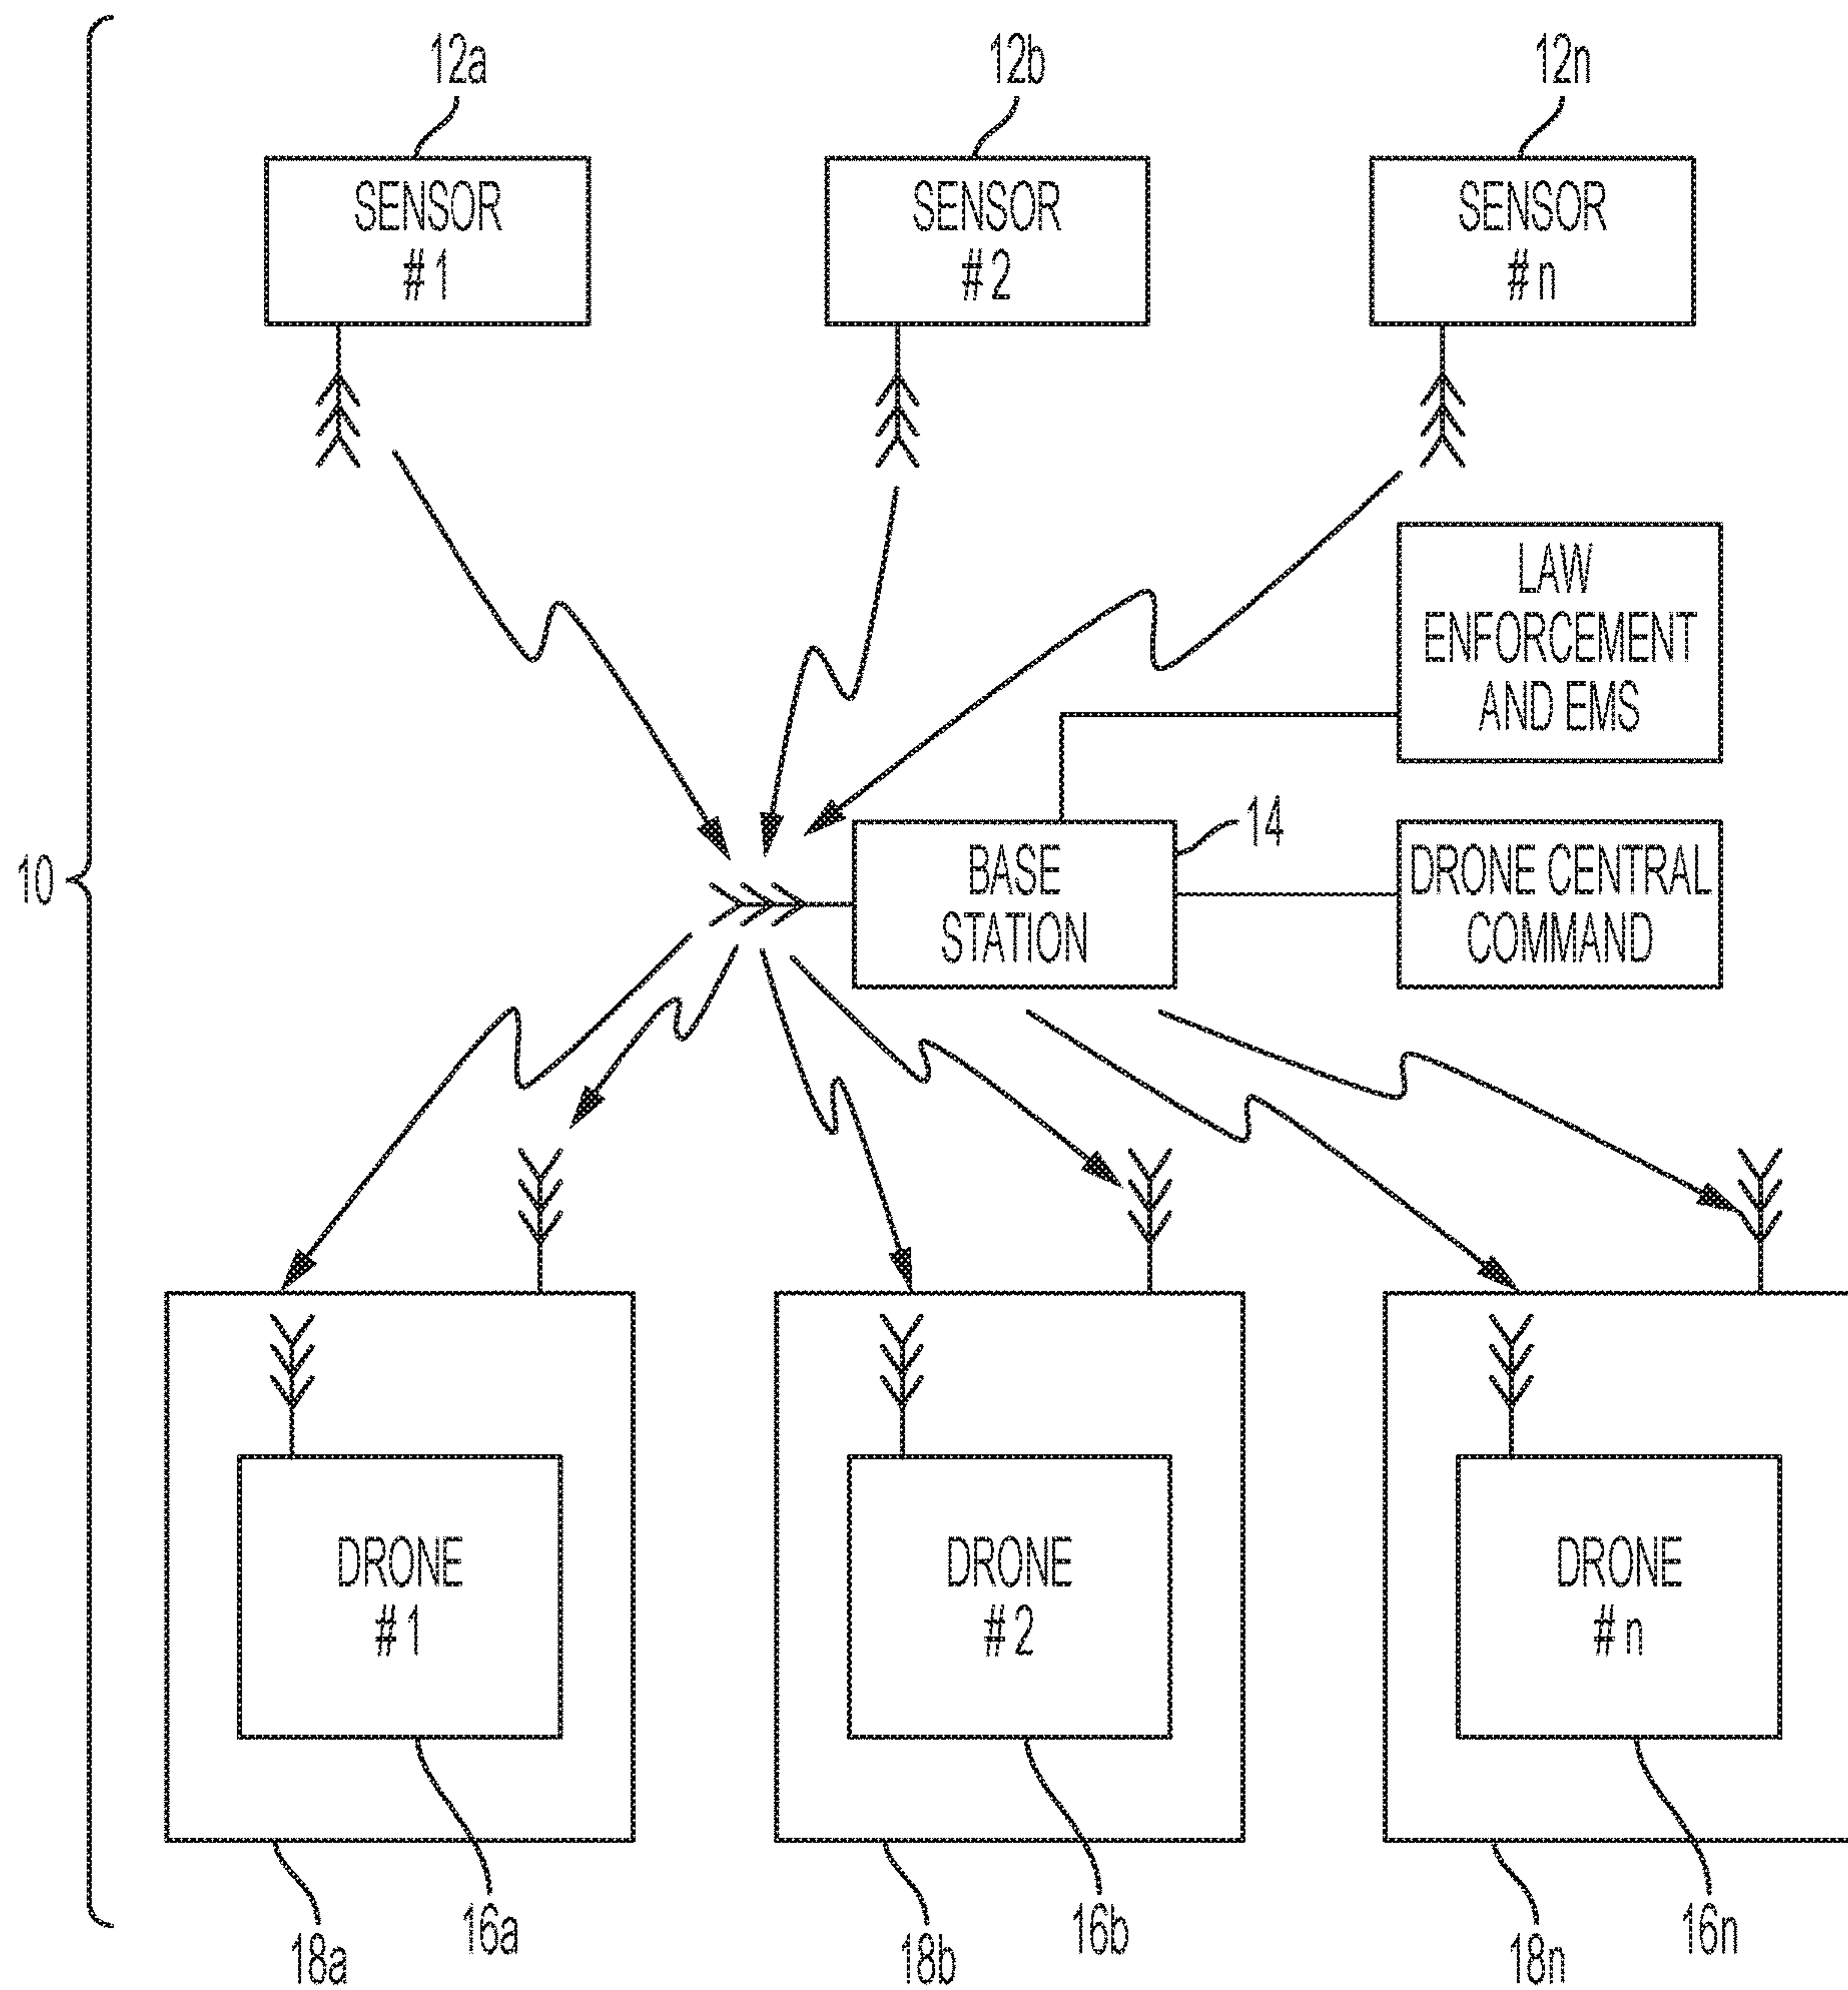 12a
12b
12n
SENSOR
#1
SENSOR
#2
SENSOR
#n
LAW
ENFORCEMENT
AND EMS
10
14
BASE
STATION
DRONE CENTRAL
COMMAND
DRONE
#1
DRONE
#2
DRONE
#n
18a
16a
18b
16b
18n
16n